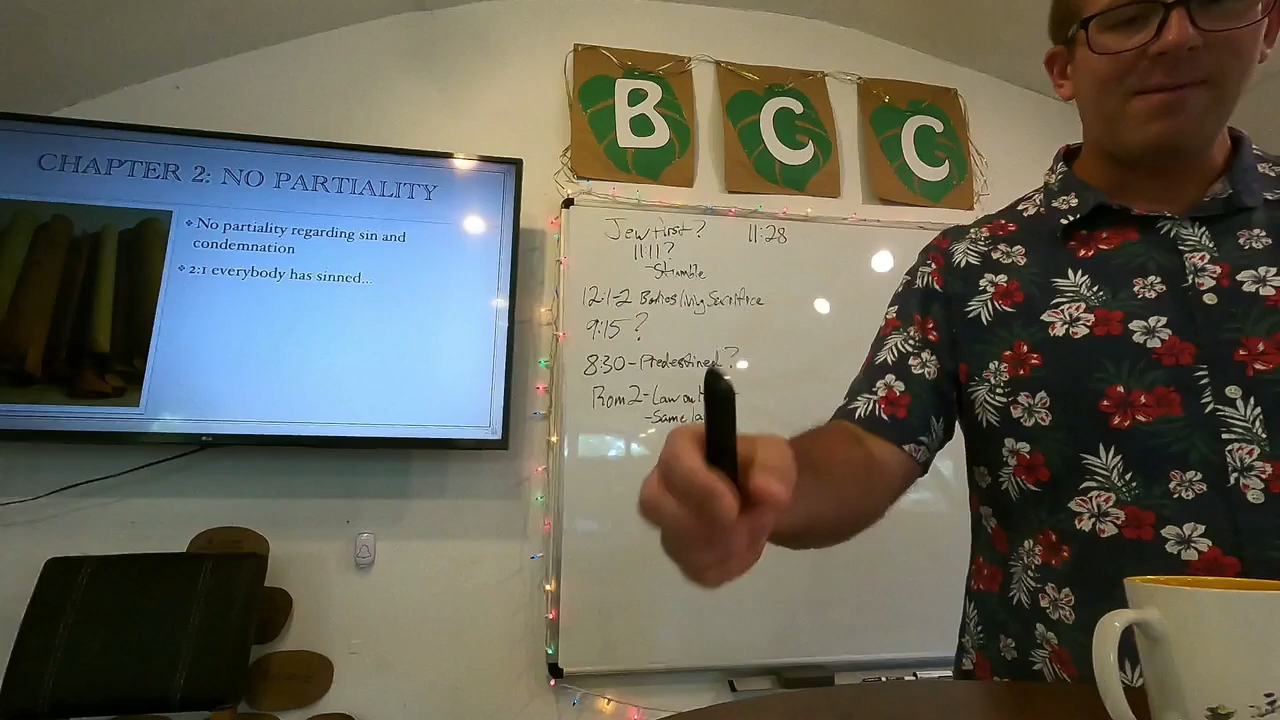 CHAPTER 2: NO PARTIALITY
No partiality regarding sin and
condemnation
2:1 everybody has sinned...
B C C
Jew first? 11:28
11:11?
-Stumble
12:1-2 Bodies living Sacrifice
9:15?
8:30-Predestined?
Rom 2-Law
-Same